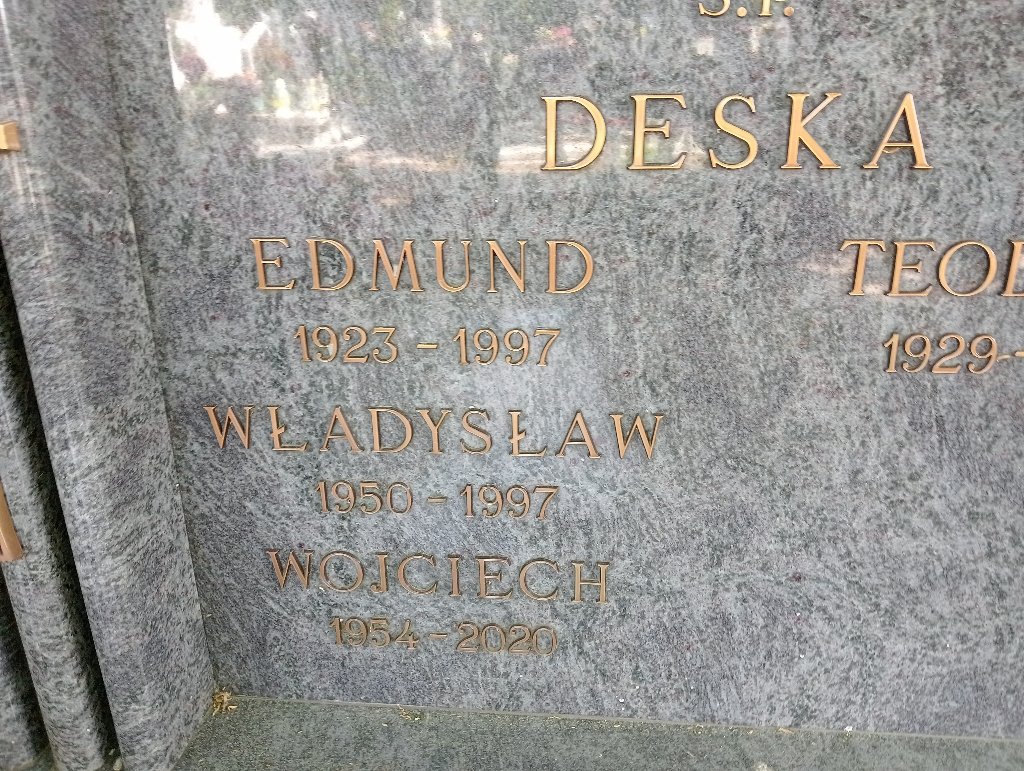 Ś.P.
DESKA
EDMUND
1923 - 1997
WŁADYSŁAW
1950 - 1997
WOJCIECH
1954 - 2020
1929 -